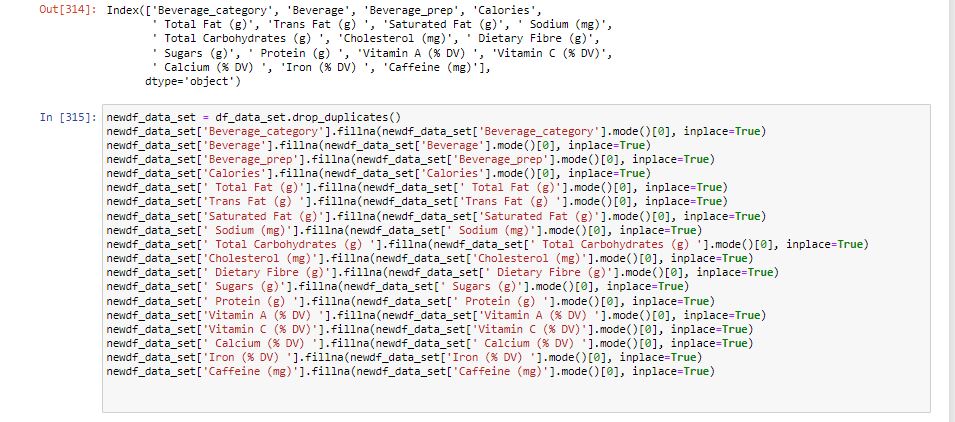 Out[314]: Index(['Beverage_category', 'Beverage', 'Beverage_prep', 'Calories',
' Total Fat (g)', 'Trans Fat (g) ', 'Saturated Fat (g)', ' Sodium (mg)',
' Total Carbohydrates (g) ', 'Cholesterol (mg)', ' Dietary Fibre (g)',
' Sugars (g)', ' Protein (g) ', 'Vitamin A (% DV) ', 'Vitamin C (% DV)',
' Calcium (% DV) ', 'Iron (% DV) ', 'Caffeine (mg)'],
dtype='object')
In [315]: newdf_data_set = df_data_set.drop_duplicates()
newdf_data_set['Beverage_category'].fillna(newdf_data_set['Beverage_category'].mode()[0], inplace=True)
newdf_data_set['Beverage'].fillna(newdf_data_set['Beverage'].mode()[0], inplace=True)
newdf_data_set['Beverage_prep'].fillna(newdf_data_set['Beverage_prep'].mode()[0], inplace=True)
newdf_data_set['Calories'].fillna(newdf_data_set['Calories'].mode()[0], inplace=True)
newdf_data_set[' Total Fat (g)'].fillna(newdf_data_set[' Total Fat (g)'].mode()[0], inplace=True)
newdf_data_set['Trans Fat (g) '].fillna(newdf_data_set['Trans Fat (g) '].mode()[0], inplace=True)
newdf_data_set['Saturated Fat (g)'].fillna(newdf_data_set['Saturated Fat (g)'].mode()[0], inplace=True)
newdf_data_set[' Sodium (mg)'].fillna(newdf_data_set[' Sodium (mg)'].mode()[0], inplace=True)
newdf_data_set[' Total Carbohydrates (g) '].fillna(newdf_data_set[' Total Carbohydrates (g) '].mode()[0], inplace=True)
newdf_data_set['Cholesterol (mg)'].fillna(newdf_data_set['Cholesterol (mg)'].mode()[0], inplace=True)
newdf_data_set[' Dietary Fibre (g)'].fillna(newdf_data_set[' Dietary Fibre (g)'].mode()[0], inplace=True)
newdf_data_set[' Sugars (g)'].fillna(newdf_data_set[' Sugars (g)'].mode()[0], inplace=True)
newdf_data_set[' Protein (g) '].fillna(newdf_data_set[' Protein (g) '].mode()[0], inplace=True)
newdf_data_set['Vitamin A (% DV) '].fillna(newdf_data_set['Vitamin A (% DV) '].mode()[0], inplace=True)
newdf_data_set['Vitamin C (% DV)'].fillna(newdf_data_set['Vitamin C (% DV)'].mode()[0], inplace=True)
newdf_data_set[' Calcium (% DV) '].fillna(newdf_data_set[' Calcium (% DV) '].mode()[0], inplace=True)
newdf_data_set['Iron (% DV) '].fillna(newdf_data_set['Iron (% DV) '].mode()[0], inplace=True)
newdf_data_set['Caffeine (mg)'].fillna(newdf_data_set['Caffeine (mg)'].mode()[0], inplace=True)